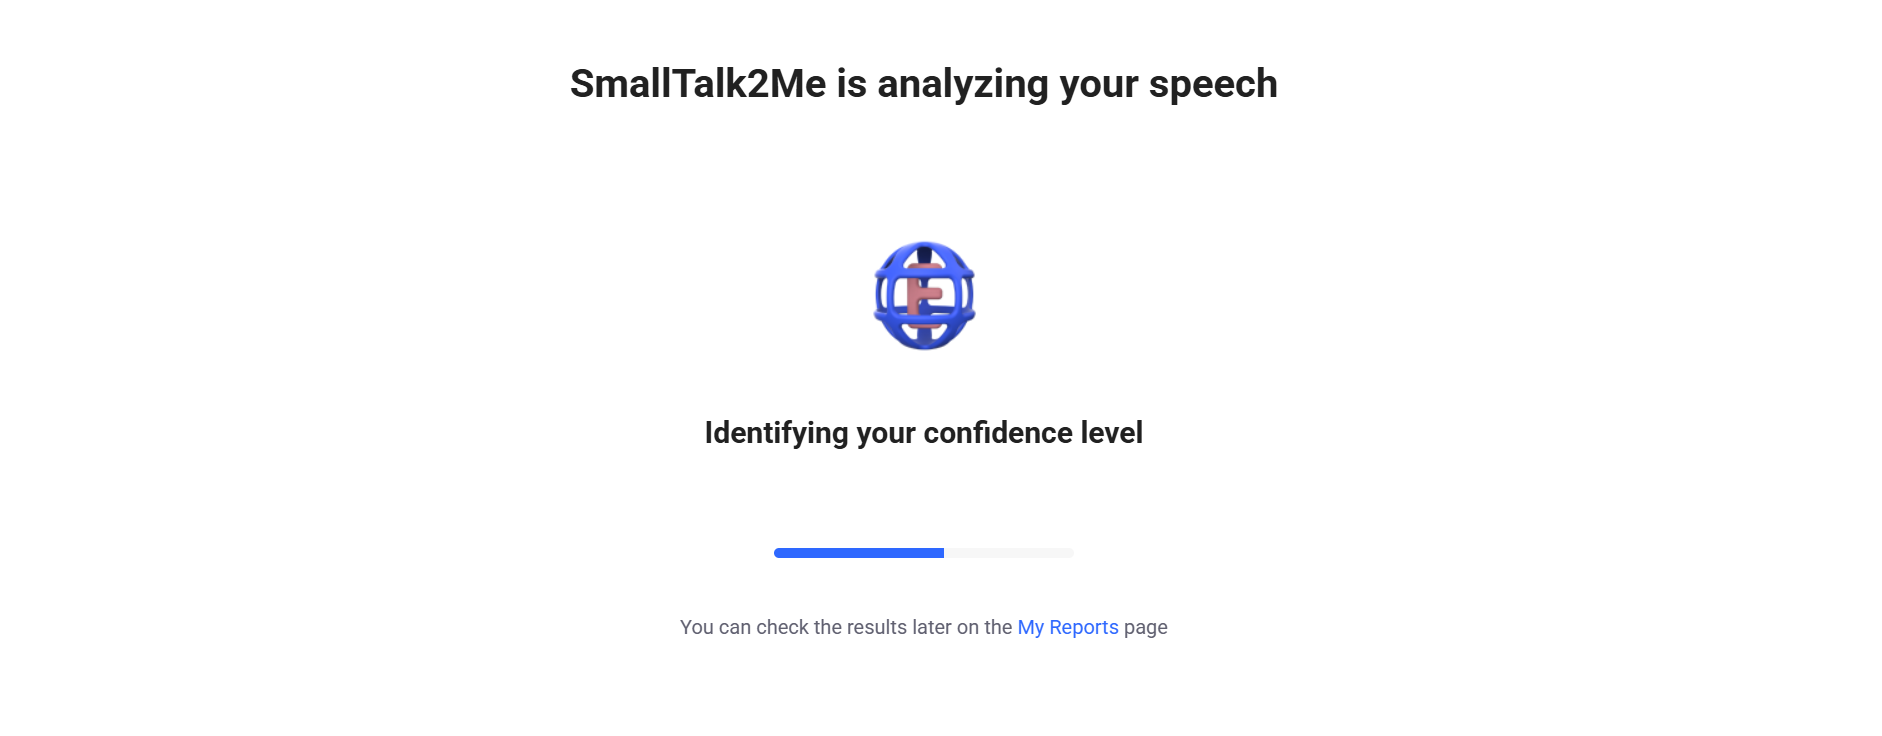 SmallTalk2Me is analyzing your speech
E
Identifying your confidence level
You can check the results later on the My Reports page